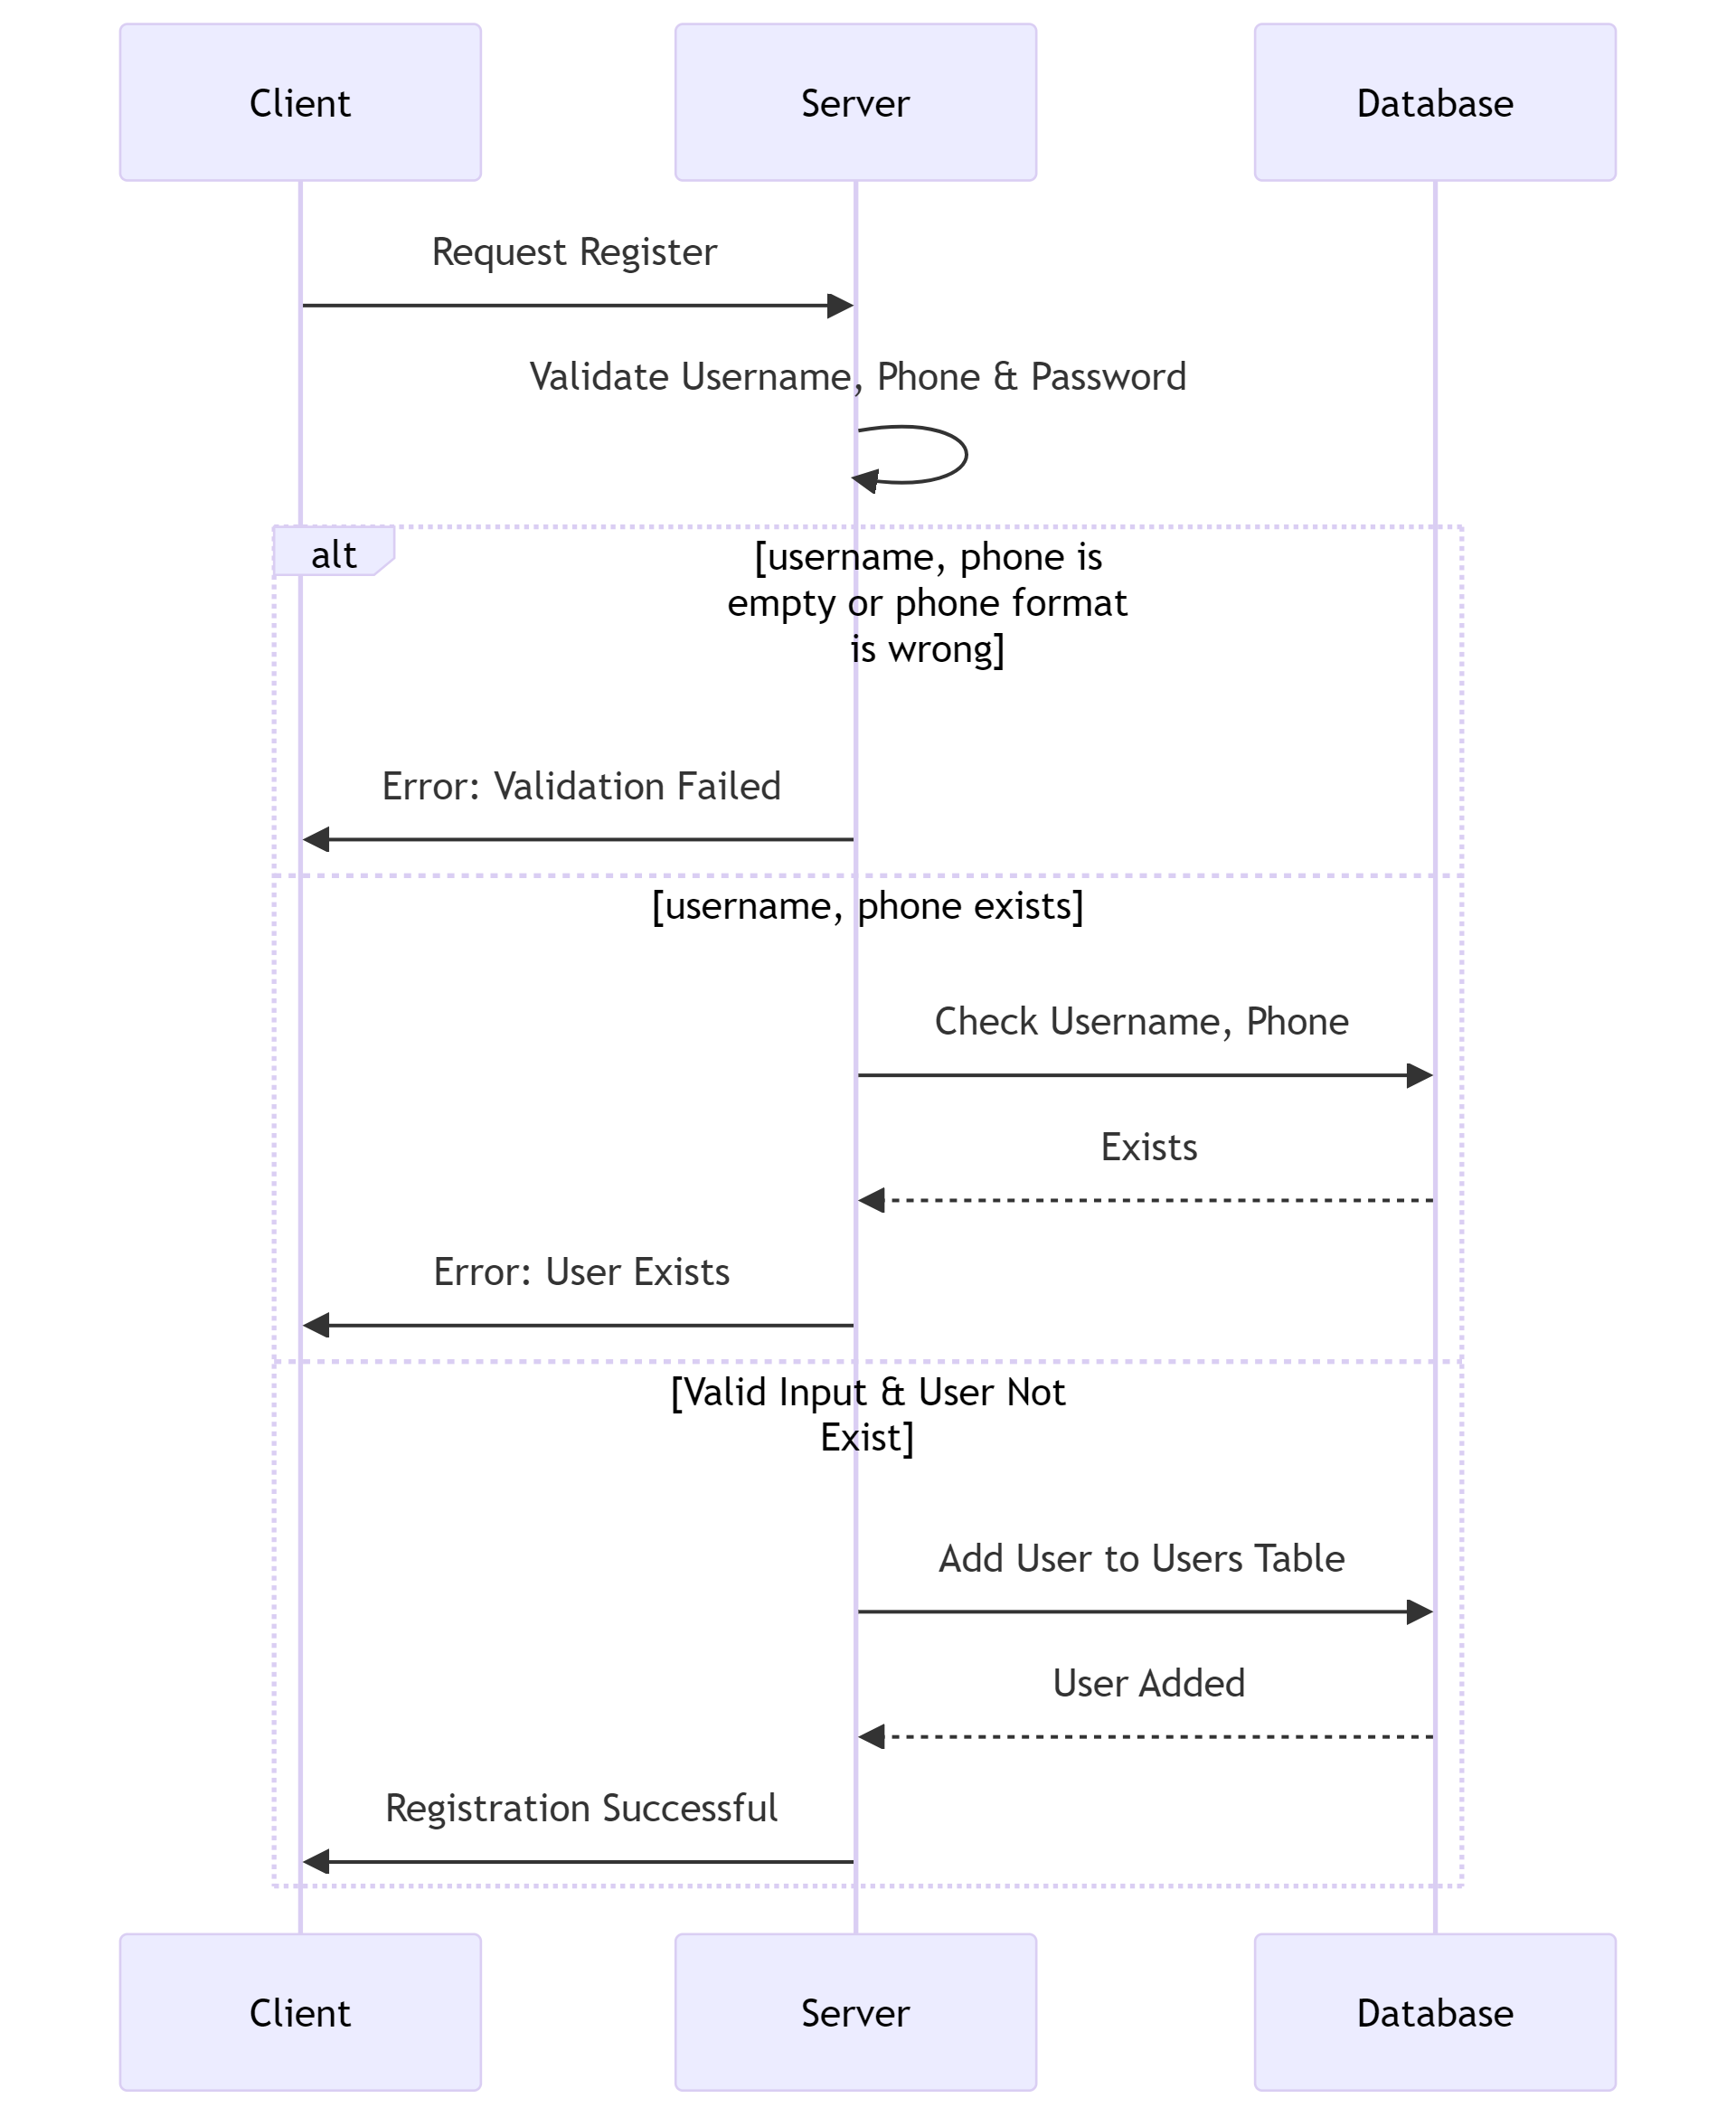 Client
Server
Database
Request Register
Validate Username, Phone & Password
alt
[username, phone is
empty or phone format
is wrong]
Error: Validation Failed
[username, phone exists]
Check Username, Phone
Exists
Error: User Exists
[Valid Input & User Not
Exist]
Add User to Users Table
User Added
Registration Successful
Client
Server
Database